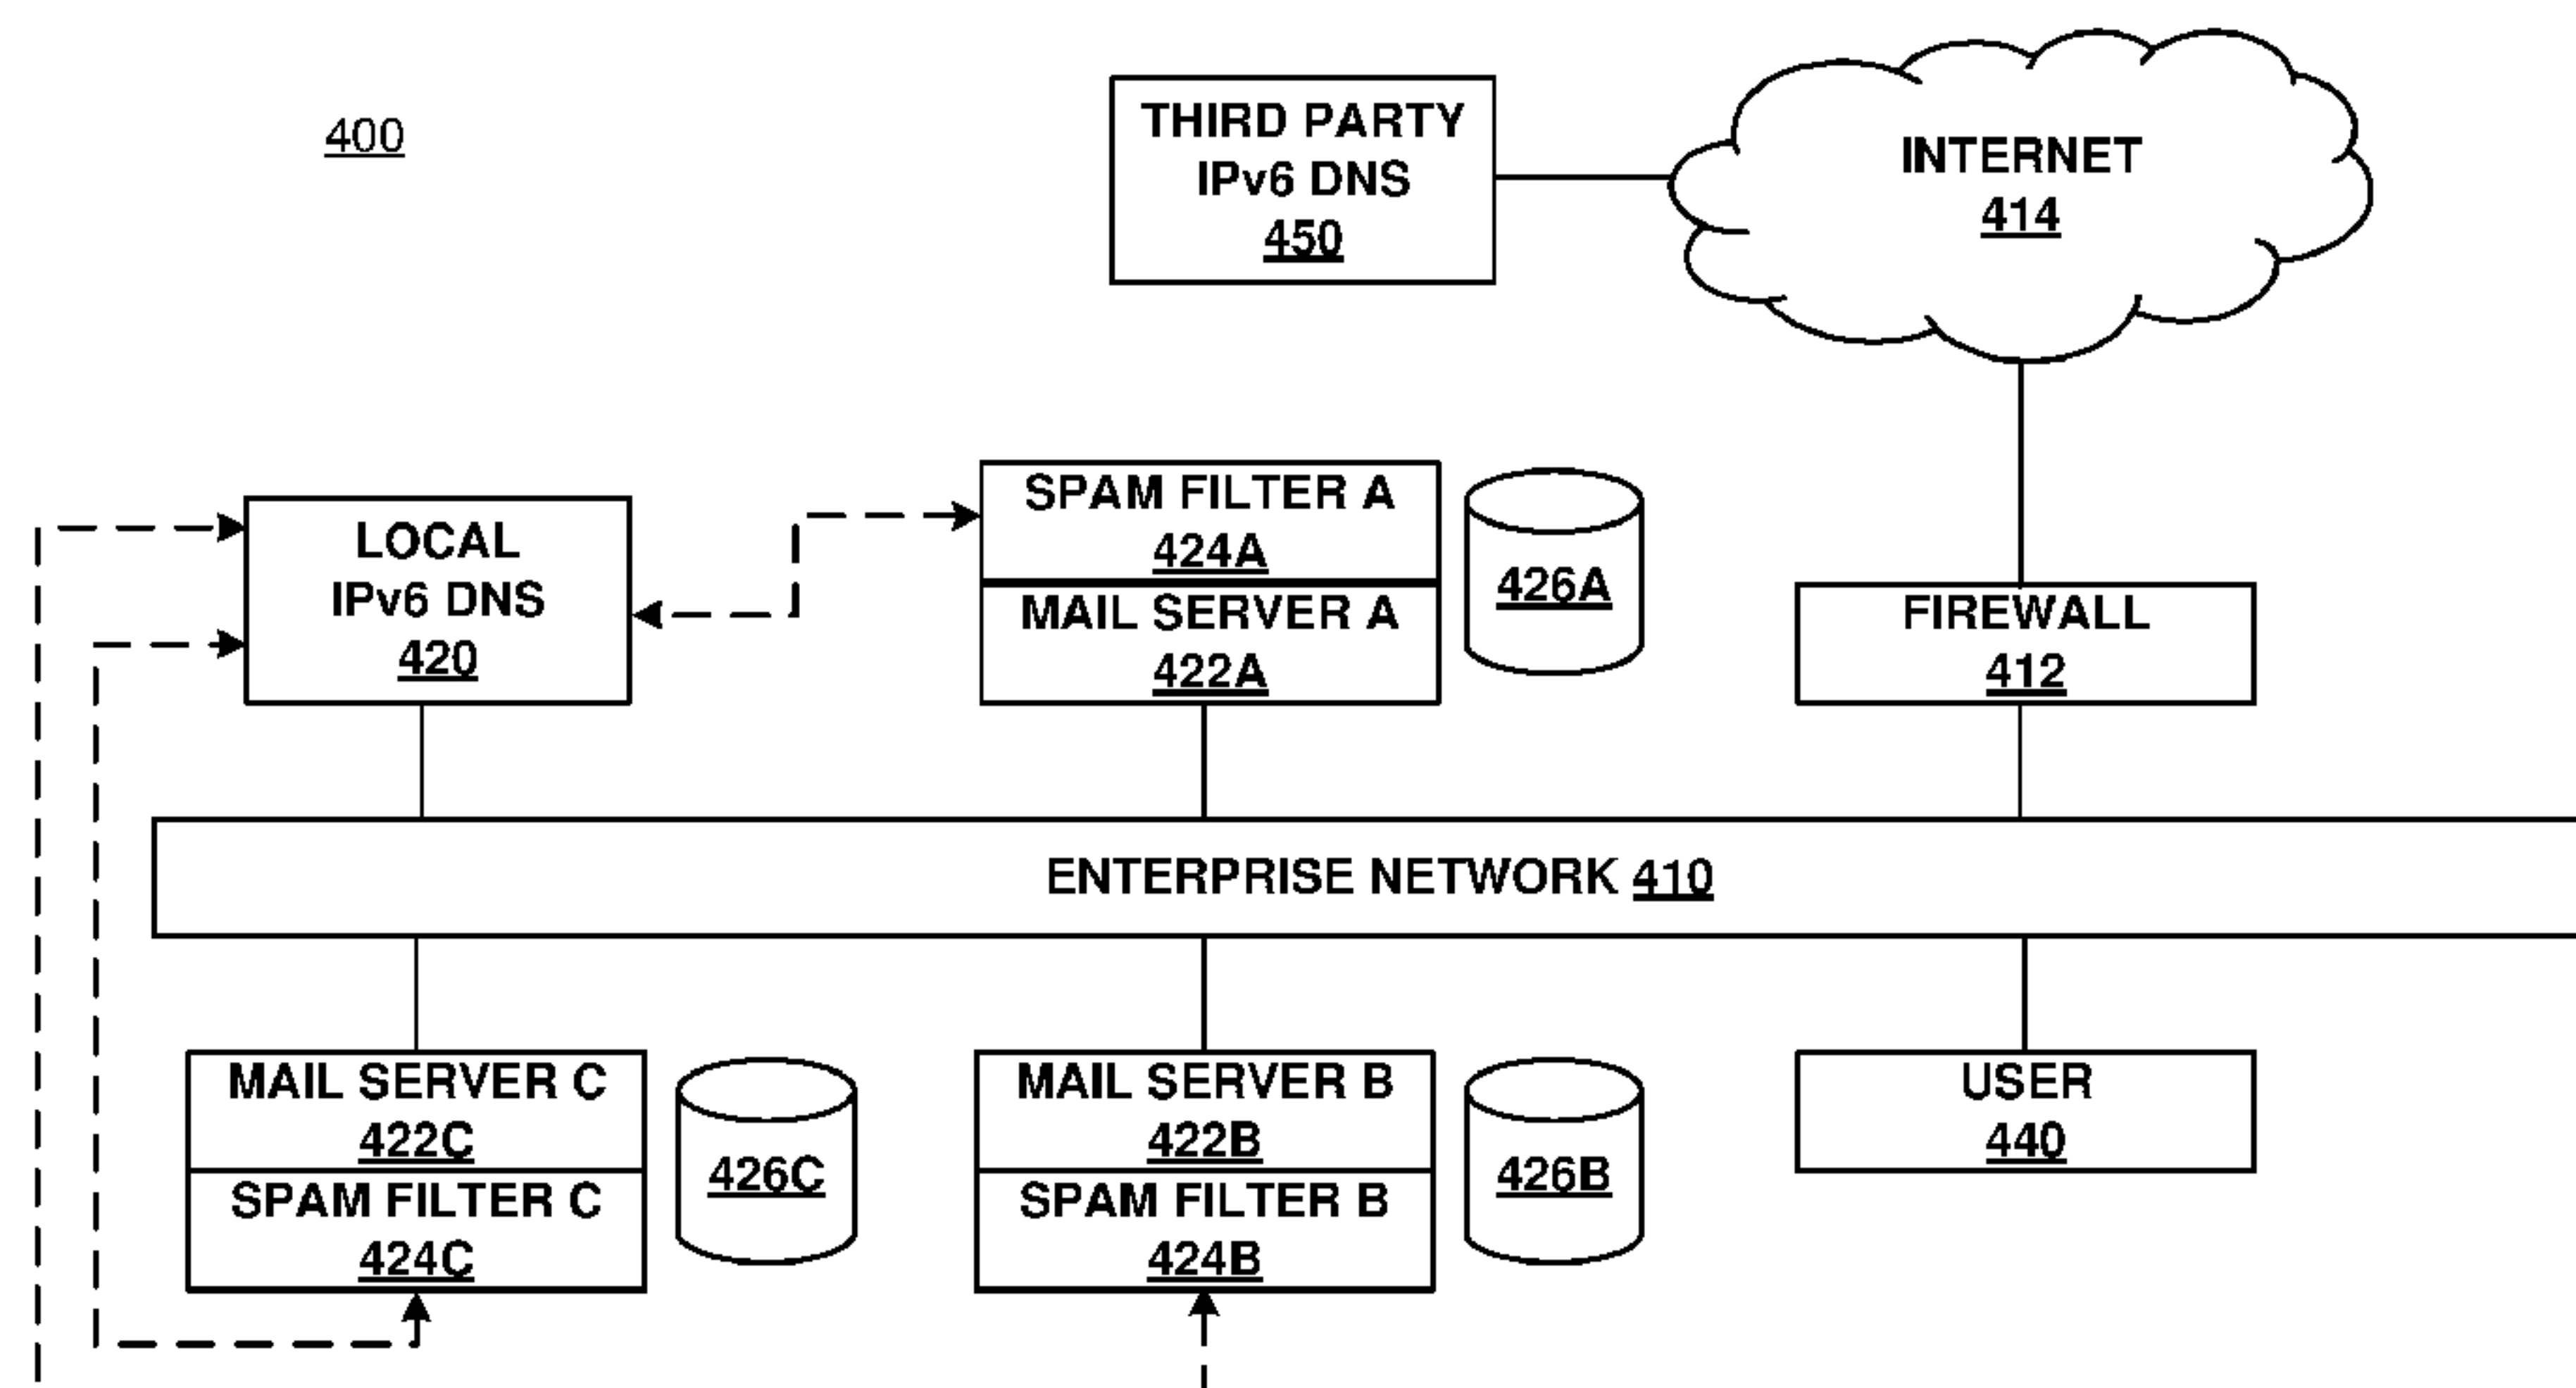 400
THIRD PARTY
IPv6 DNS
450
INTERNET
414
LOCAL
IPv6 DNS
420
SPAM FILTER A
424A
MAIL SERVER A
422A
426A
FIREWALL
412
ENTERPRISE NETWORK 410
MAIL SERVER C
422C
SPAM FILTER C
424C
426C
MAIL SERVER B
422B
SPAM FILTER B
424B
426B
USER
440